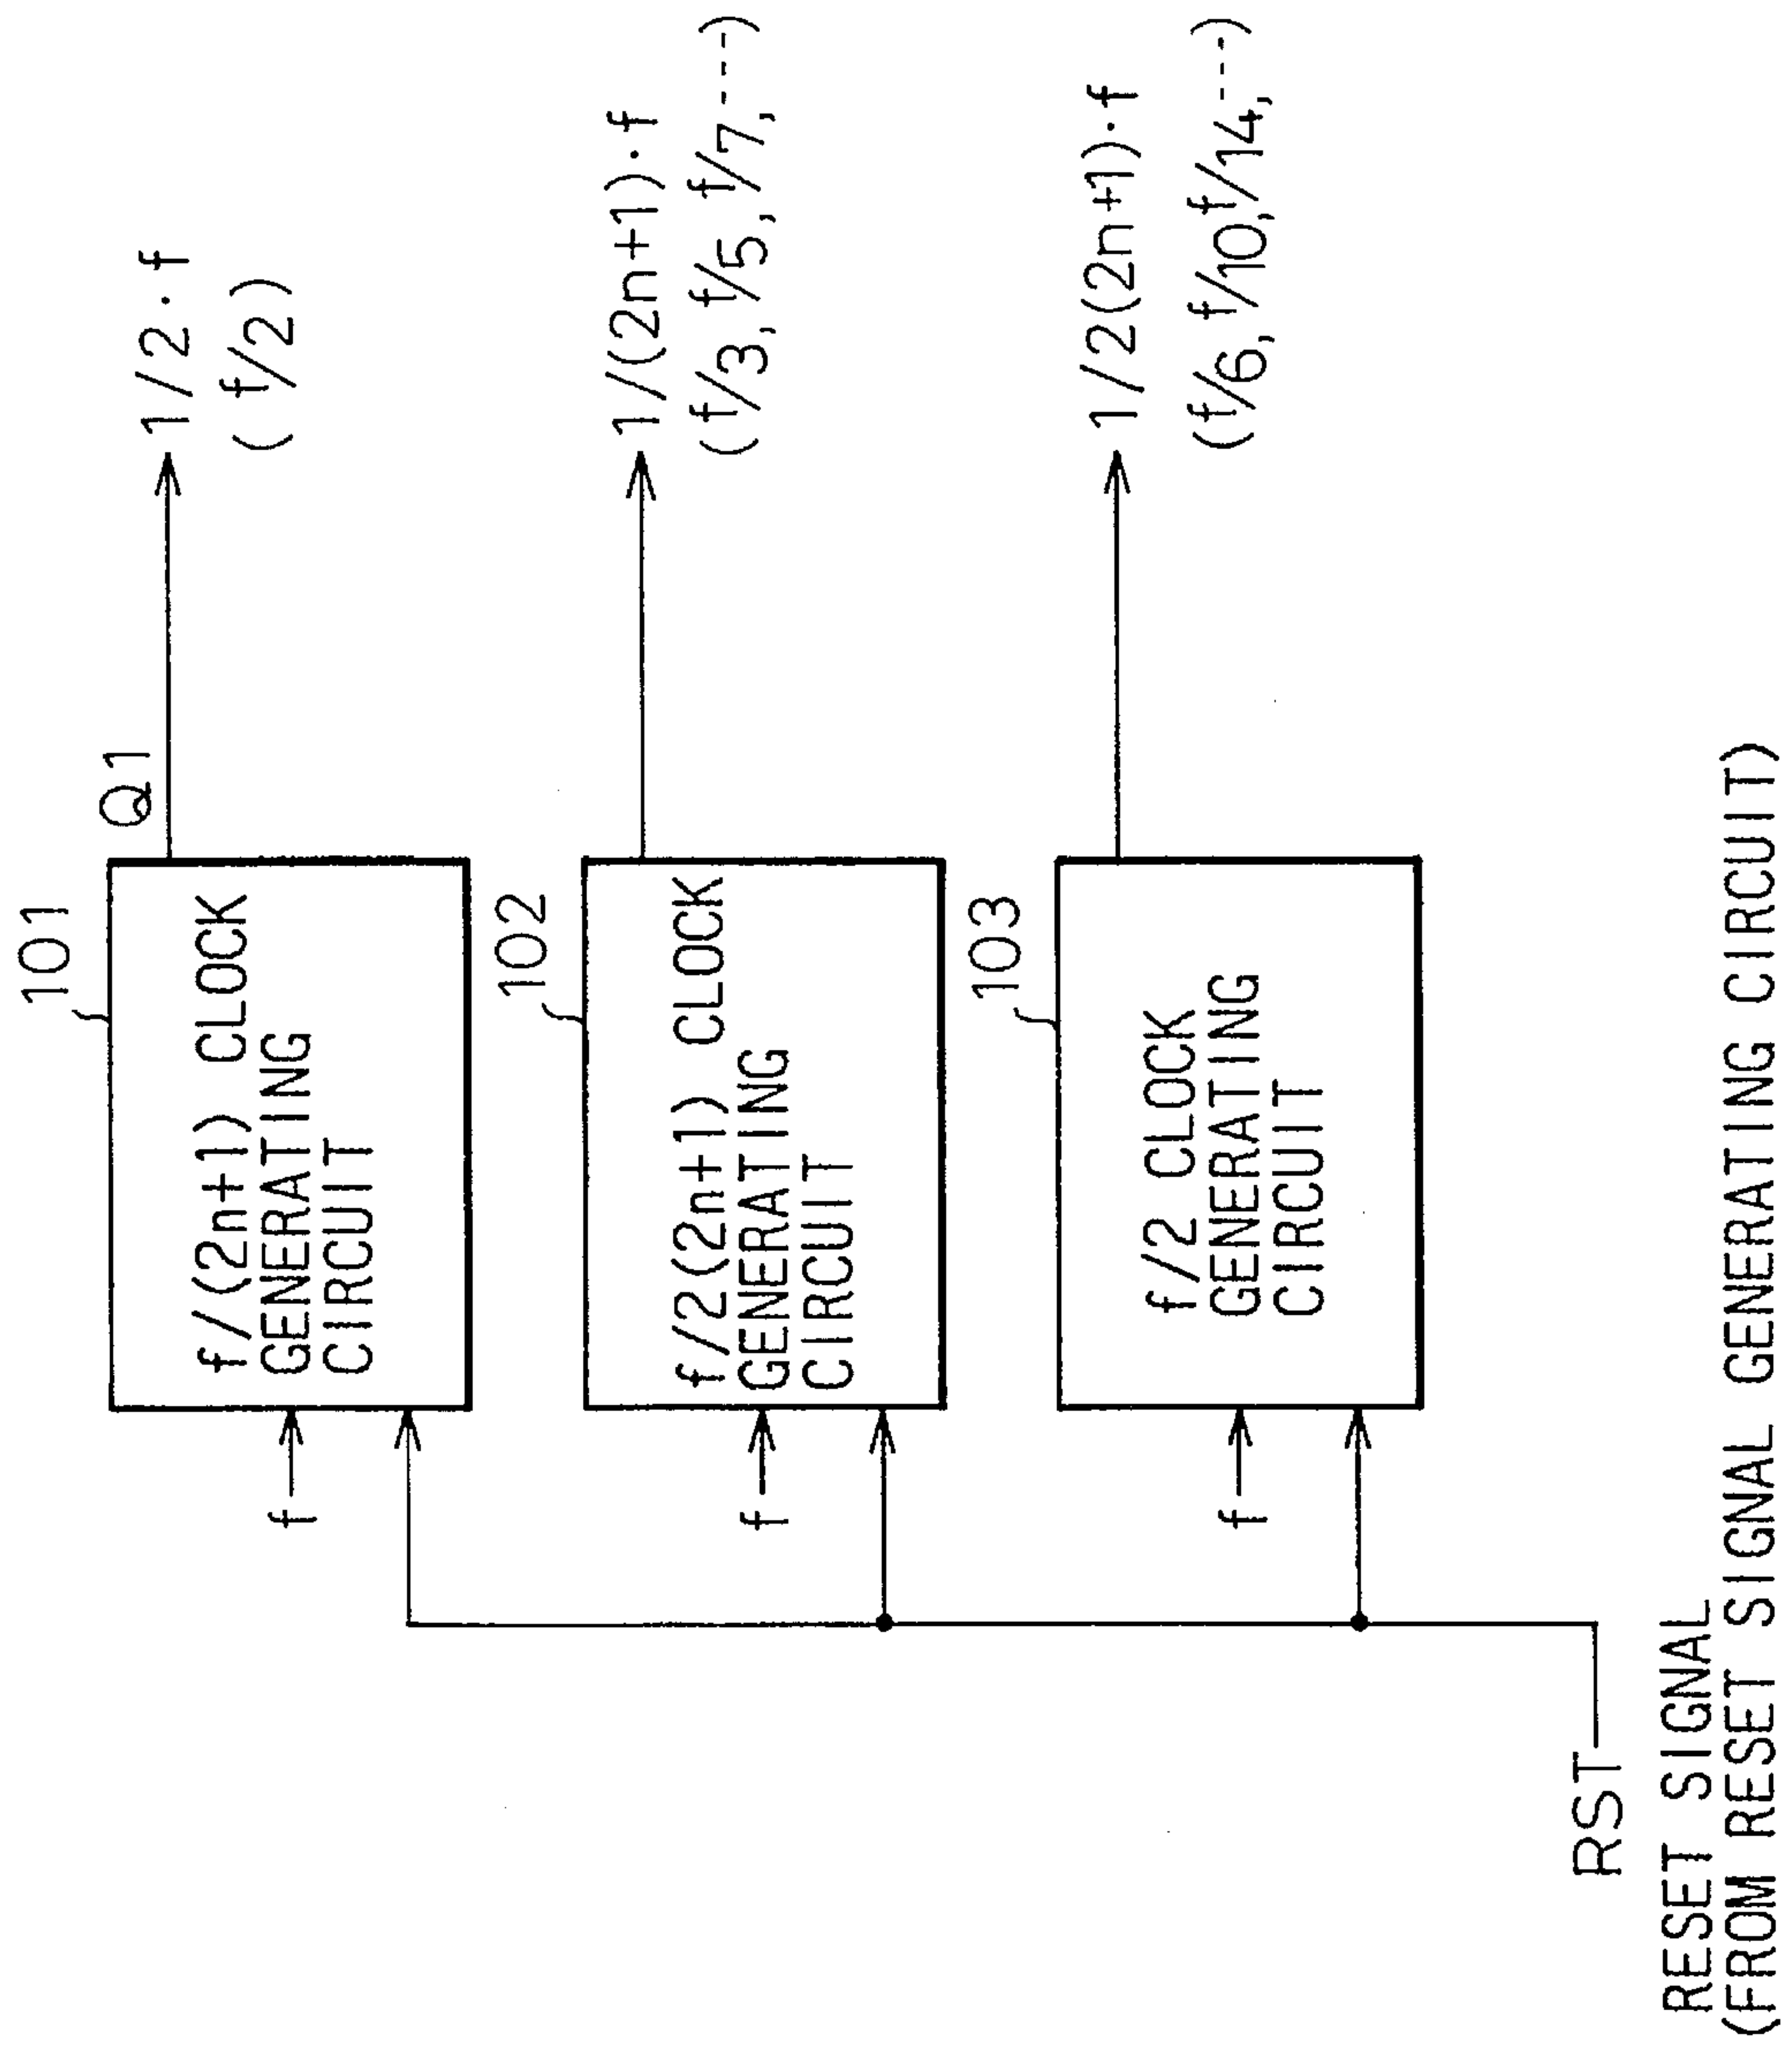 101
f/(2n+1) CLOCK
GENERATING
CIRCUIT
f
Q1
1/2·f
(f/2)
102
f/2(2n+1) CLOCK
GENERATING
CIRCUIT
f
1/(2n+1)·f
(f/3, f/5, f/7, ---)
103
f/2 CLOCK
GENERATING
CIRCUIT
f
1/2(2n+1)·f
(f/6, f/10, f/14, ---)
RST
RESET SIGNAL
(FROM RESET SIGNAL GENERATING CIRCUIT)